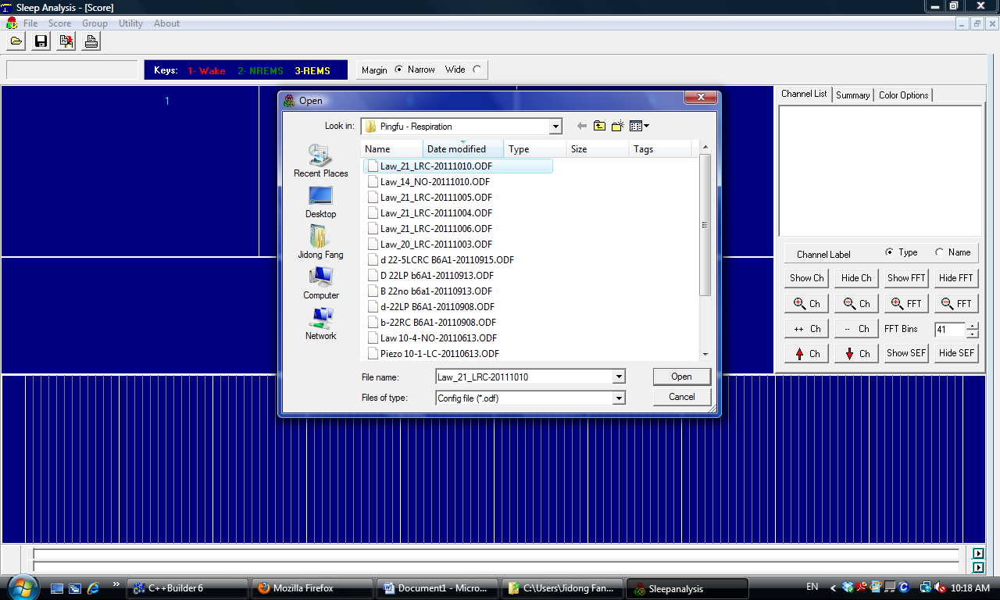 Sleep Analysis - [Score]
File Score Group Utility About
Keys: 1- Wake 2- NREMS 3-REMS
Margin Narrow Wide
1
Open
Look in: Pingfu - Respiration
Name Date modified Type Size Tags
Recent Places
Desktop
Jidong Fang
Computer
Network
Law_21_LRC-20111010.ODF
Law_14_NO-20111010.ODF
Law_21_LRC-20111005.ODF
Law_21_LRC-20111004.ODF
Law_21_LRC-20111006.ODF
Law_20_LRC-20111003.ODF
d 22-5LCRC B6A1-20110915.ODF
D 22LP b6A1-20110913.ODF
B 22no b6a1-20110913.ODF
d-22LP B6A1-20110908.ODF
b-22RC B6A1-20110908.ODF
Law 10-4-NO-20110613.ODF
Piezo 10-1-LC-20110613.ODF
File name: Law_21_LRC-20111010 Open
Files of type: Config file (*.odf) Cancel
Channel List Summary Color Options
Channel Label Type Name
Show Ch Hide Ch Show FFT Hide FFT
Ch Ch FFT FFT
++ Ch -- Ch FFT Bins 41
Ch Ch Show SEF Hide SEF
C++Builder 6 Mozilla Firefox Document1 - Micro... C:\Users\Jidong Fan... Sleepanalysis EN 10:18 AM